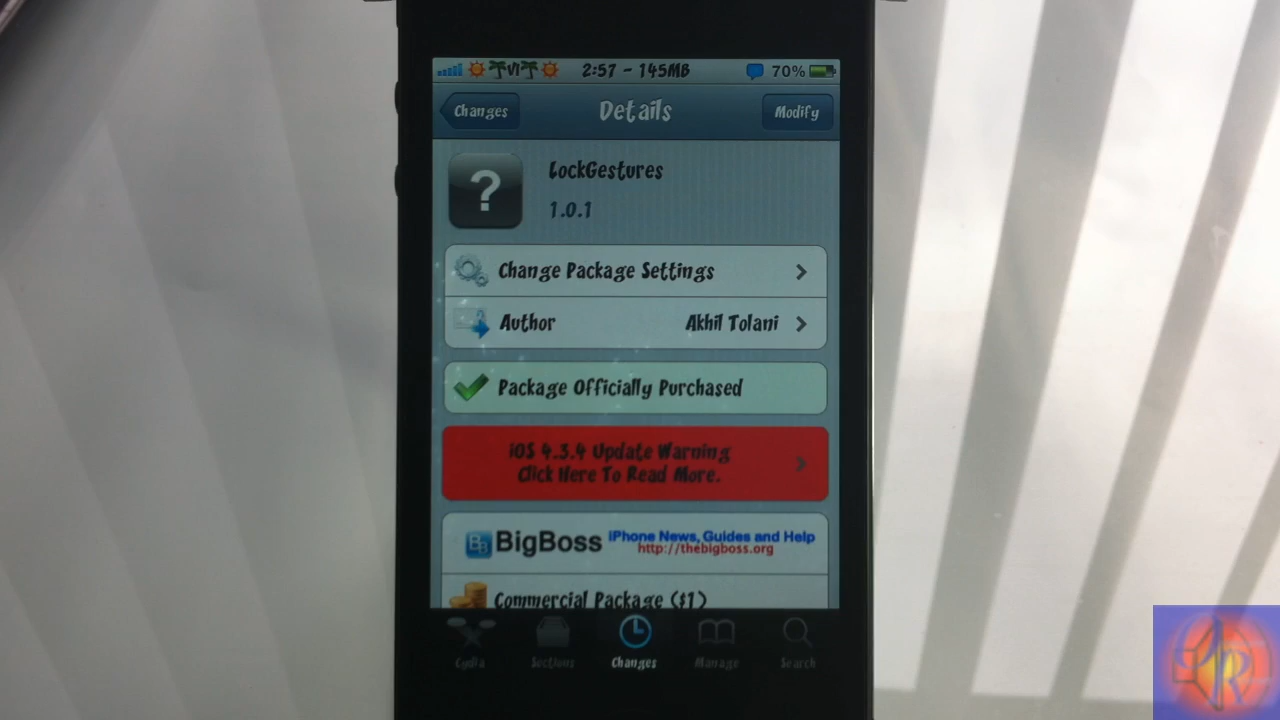 VI 2:57 - 145MB 70%
Changes Details Modify
?
LockGestures
1.0.1
Change Package Settings
Author Akhil Tolani
Package Officially Purchased
iOS 4.3.4 Update Warning
Click Here To Read More.
BigBoss iPhone News, Guides and Help
http://thebigboss.org
Commercial Package ($1)
Cydia Sections Changes Manage Search